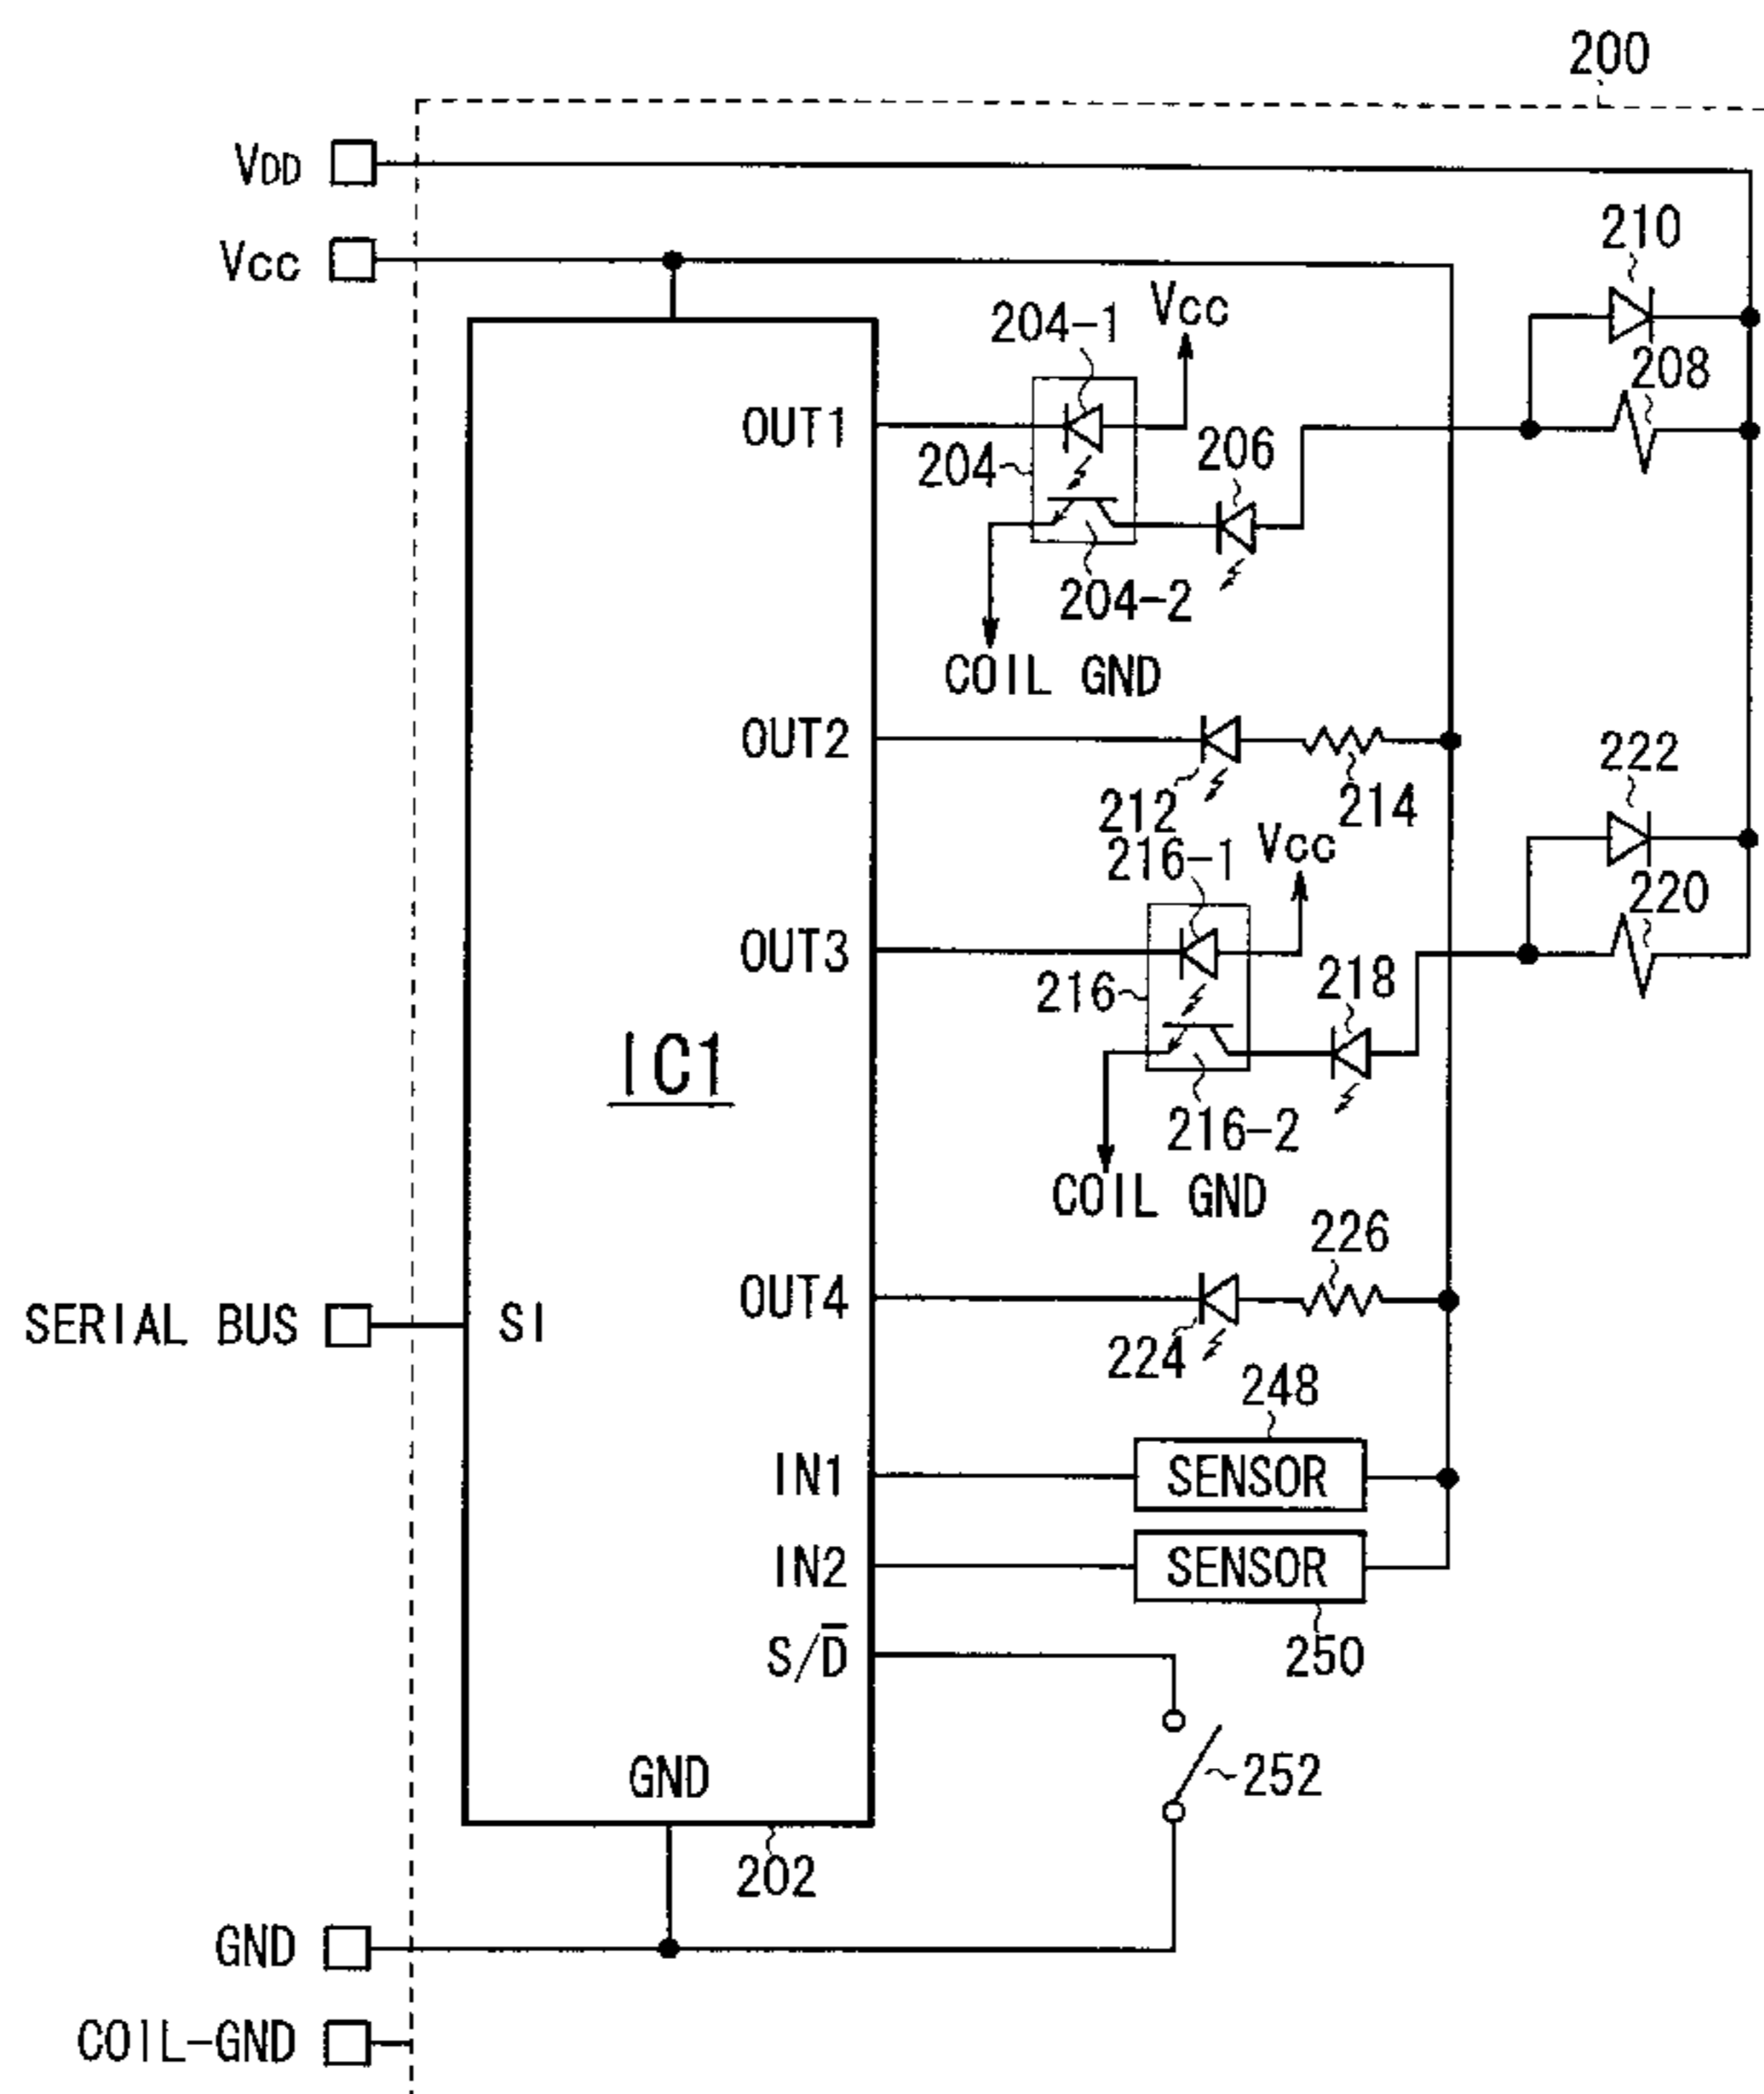 200
VDD
210
Vcc
204-1
Vcc
208
OUT1
206
204
204-2
COIL GND
OUT2
222
212
214
216-1
Vcc
220
OUT3
218
216
IC1
216-2
COIL GND
226
OUT4
SERIAL BUS
SI
224
248
IN1
SENSOR
IN2
SENSOR
S/D̅
250
GND
252
202
GND
COIL-GND